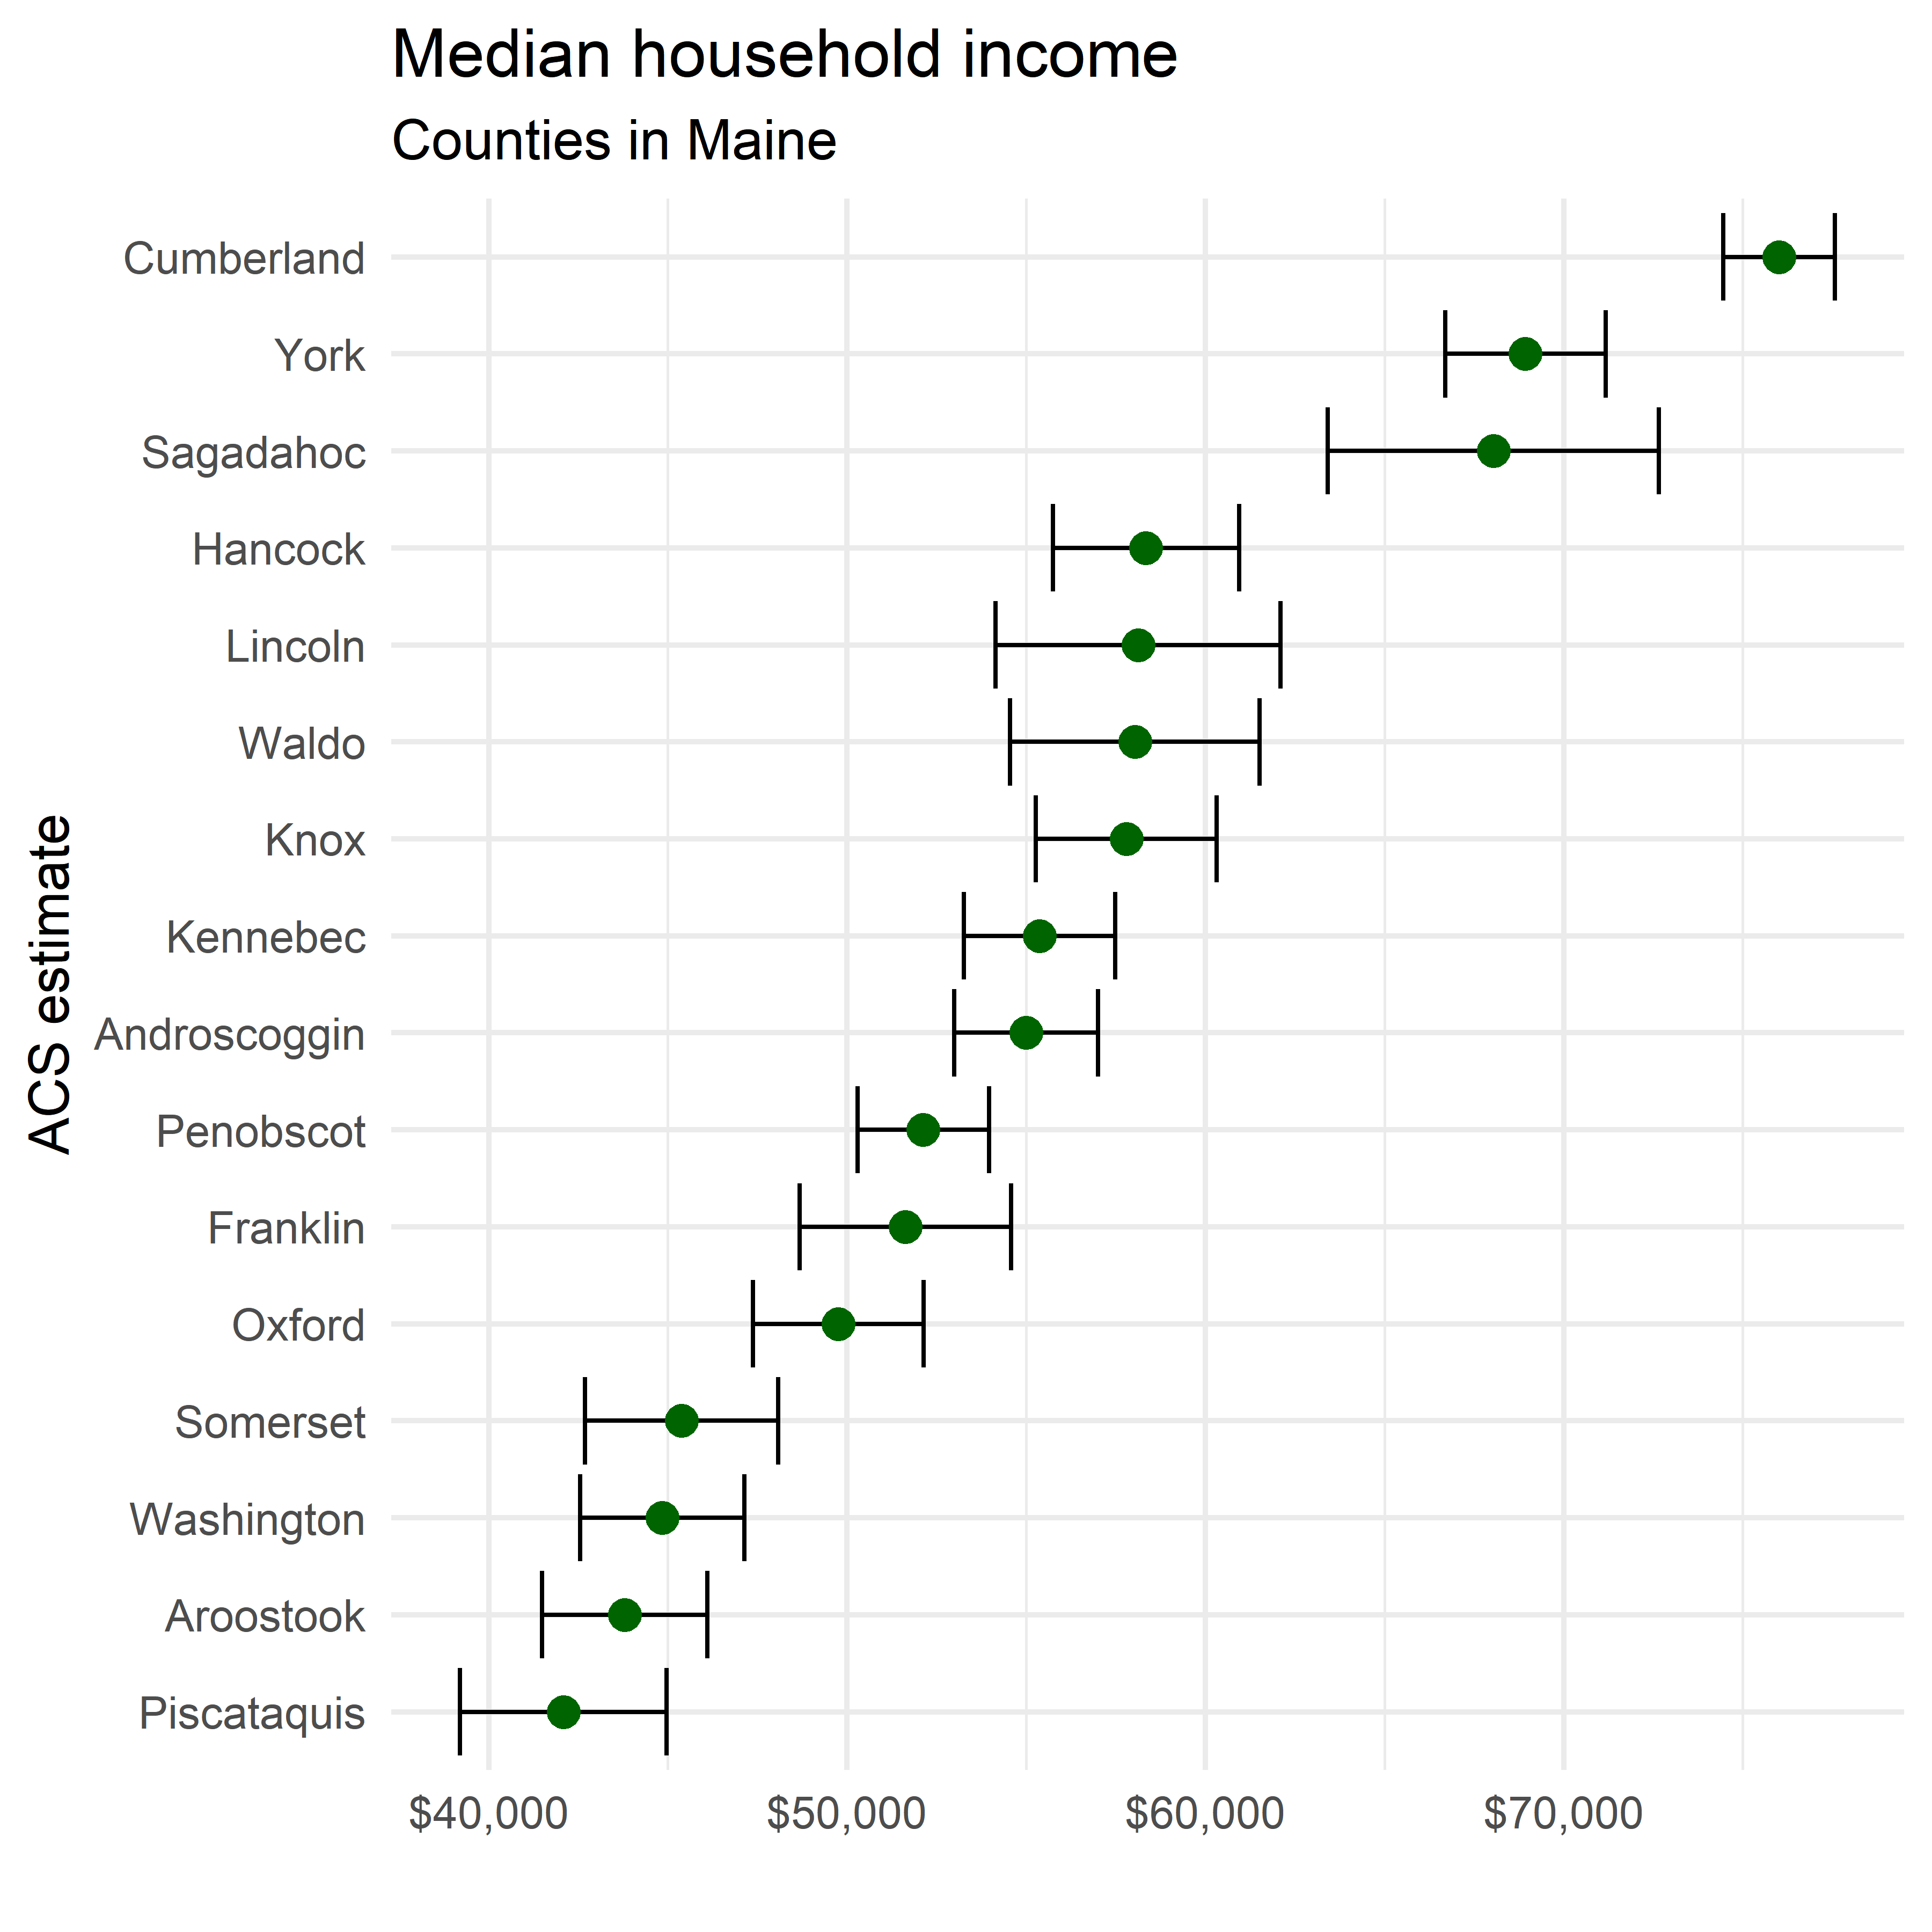 Median household income
Counties in Maine
Cumberland
York
Sagadahoc
Hancock
Lincoln
Waldo
Knox
Kennebec
Androscoggin
Penobscot
Franklin
Oxford
Somerset
Washington
Aroostook
Piscataquis
ACS estimate
$40,000 $50,000 $60,000 $70,000